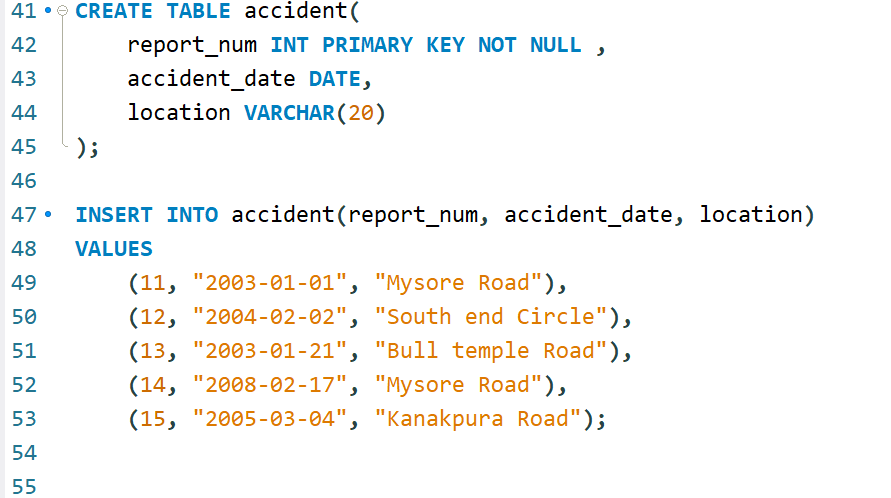 41 CREATE TABLE accident(
42 report_num INT PRIMARY KEY NOT NULL ,
43 accident_date DATE,
44 location VARCHAR(20)
45 );
46
47 INSERT INTO accident(report_num, accident_date, location)
48 VALUES
49 (11, "2003-01-01", "Mysore Road"),
50 (12, "2004-02-02", "South end Circle"),
51 (13, "2003-01-21", "Bull temple Road"),
52 (14, "2008-02-17", "Mysore Road"),
53 (15, "2005-03-04", "Kanakpura Road");
54
55